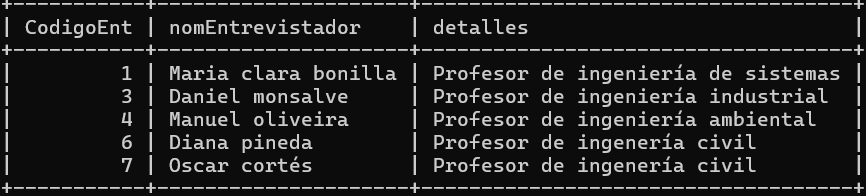 CodigoEnt | nomEntrevistador | detalles
1 | Maria clara bonilla | Profesor de ingeniería de sistemas
3 | Daniel monsalve | Profesor de ingeniería industrial
4 | Manuel oliveira | Profesor de ingeniería ambiental
6 | Diana pineda | Profesor de ingenería civil
7 | Oscar cortés | Profesor de ingenería civil